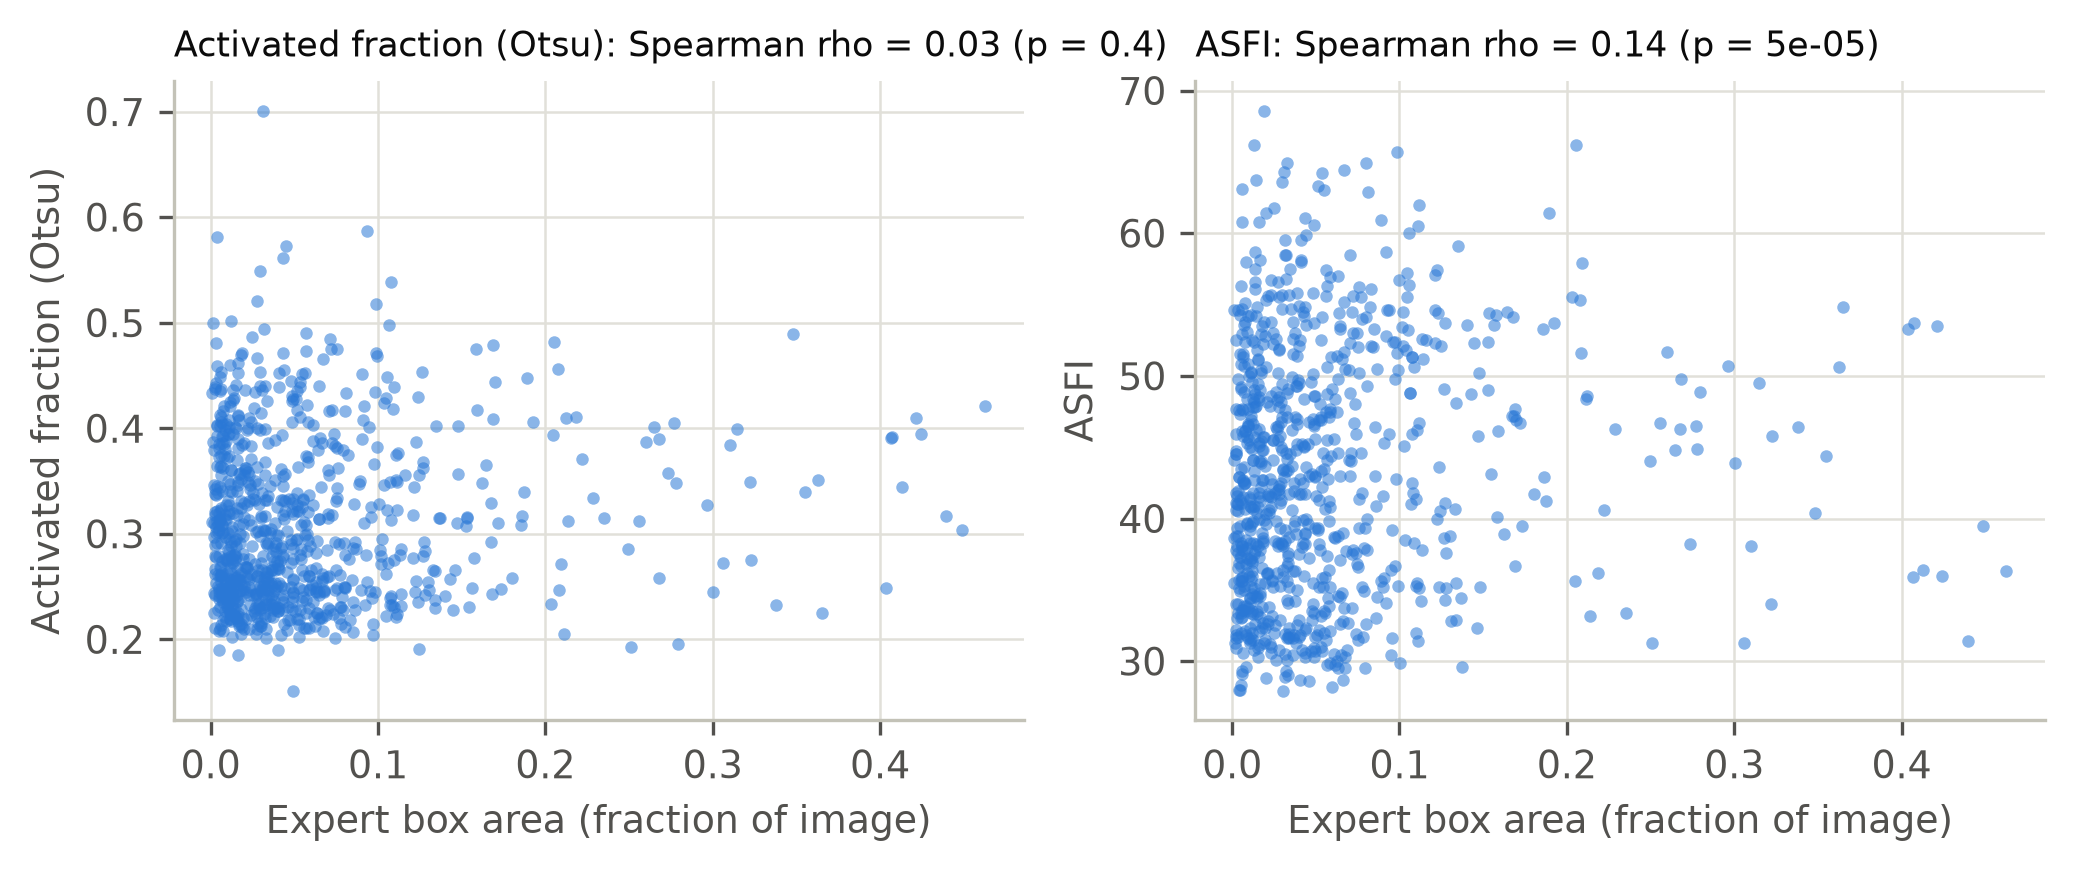 Activated fraction (Otsu): Spearman rho = 0.03 (p = 0.4)
0.7
0.6
0.5
0.4
0.3
0.2
Activated fraction (Otsu)
0.0 0.1 0.2 0.3 0.4
Expert box area (fraction of image)
ASFI: Spearman rho = 0.14 (p = 5e-05)
70
60
50
40
30
ASFI
0.0 0.1 0.2 0.3 0.4
Expert box area (fraction of image)